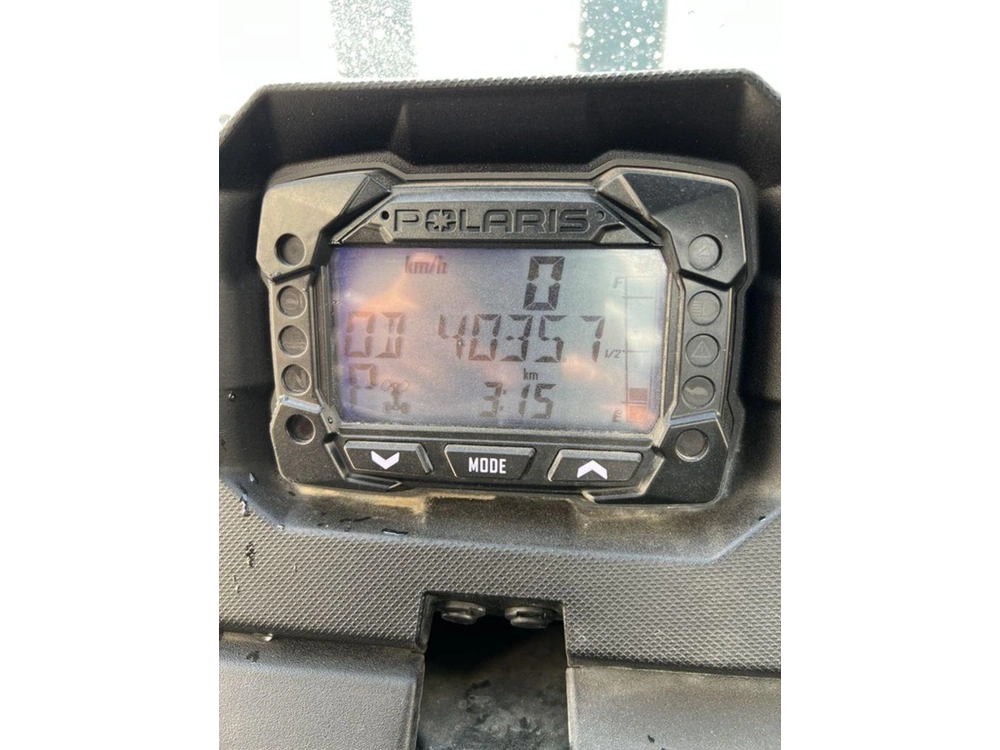 POLARIS
km/h
0
F
OD 40357
1/2
km
P
3:15
E
MODE